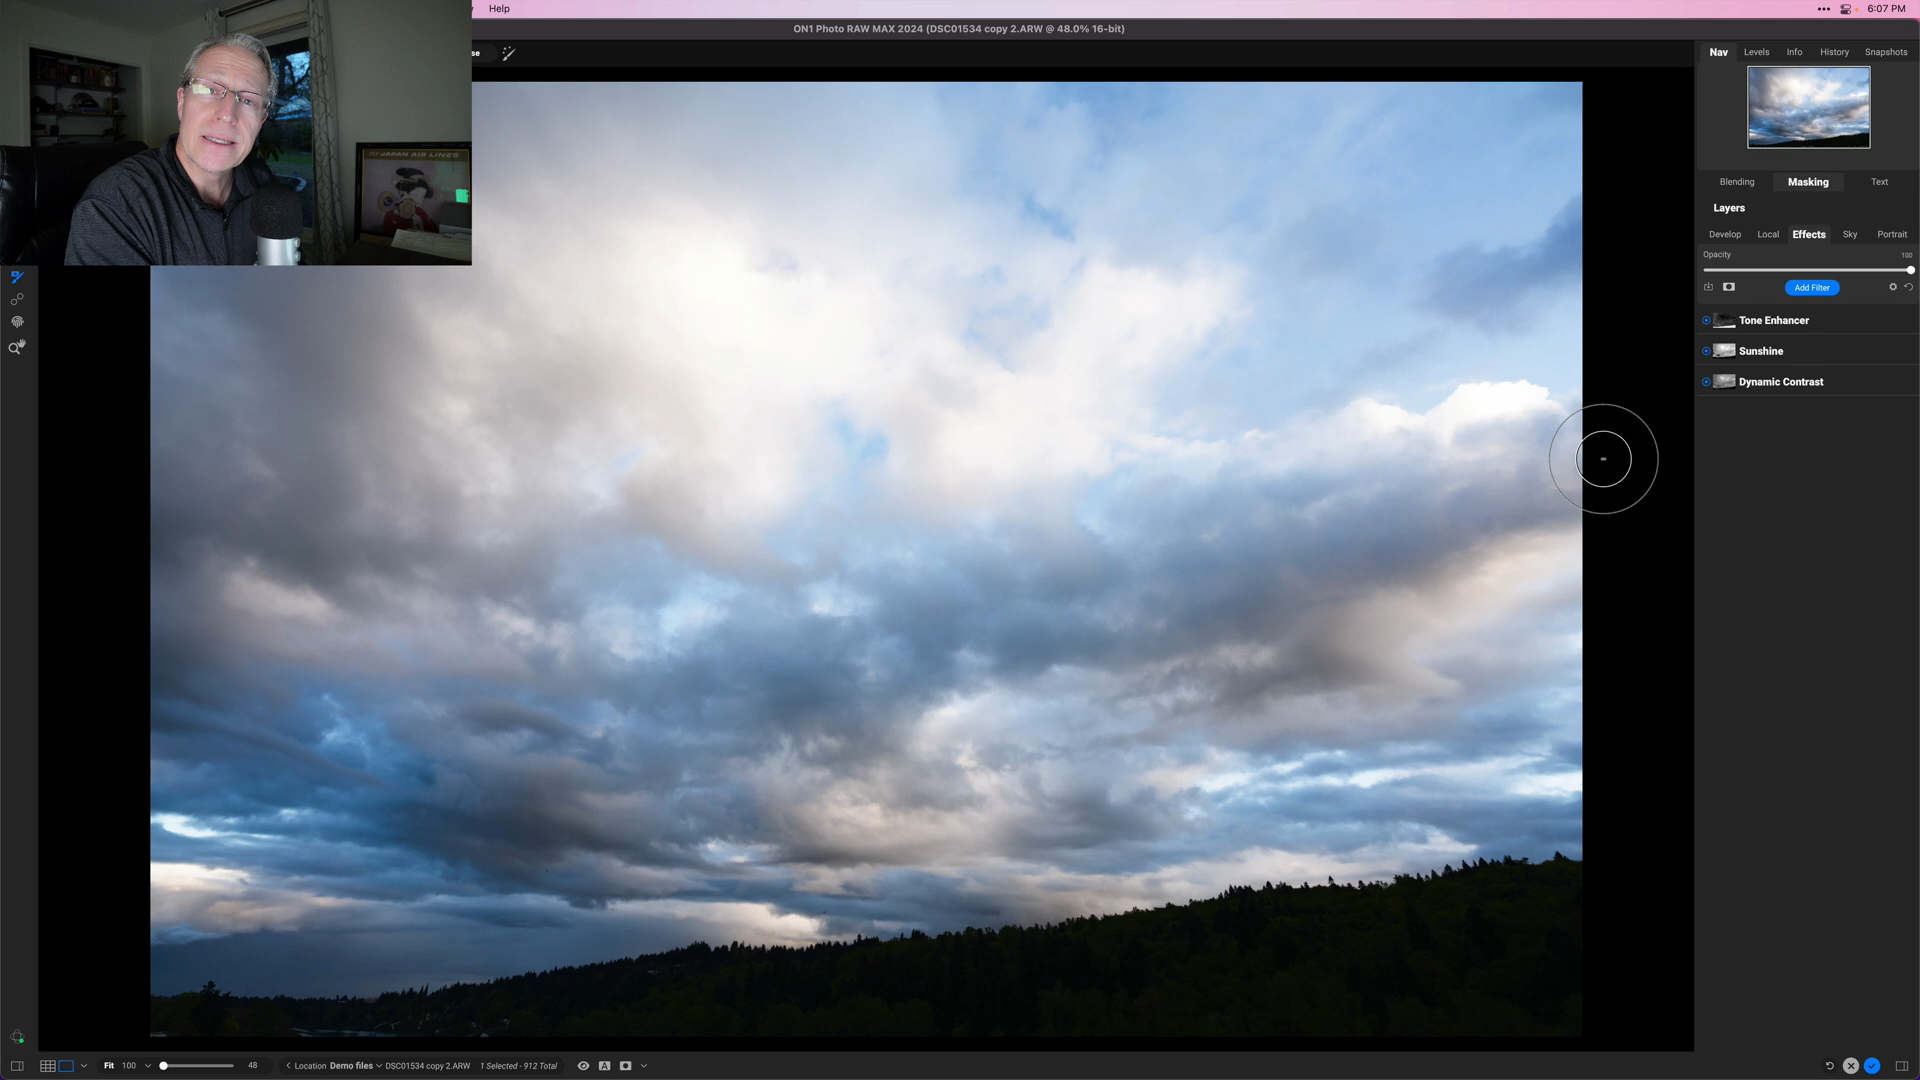 Help
6:07 PM
ON1 Photo RAW MAX 2024 (DSC01534 copy 2.ARW @ 48.0% 16-bit)
se
Nav Levels Info History Snapshots
JAPAN AIR LINES
Blending Masking Text
Layers
Develop Local Effects Sky Portrait
Opacity 100
Add Filter
Tone Enhancer
Sunshine
Dynamic Contrast
Fit 100 48 Location Demo files DSC01534 copy 2.ARW 1 Selected - 912 Total
A